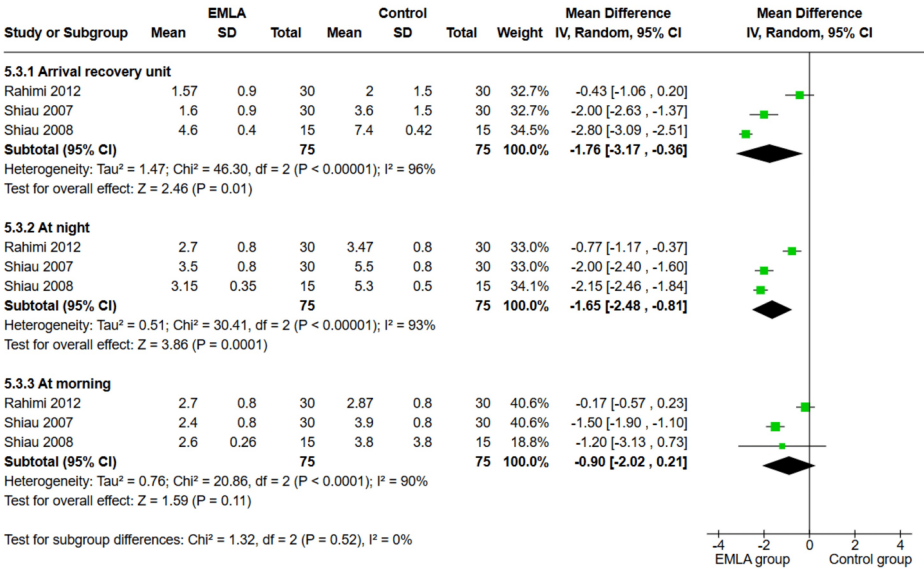 EMLA Control Mean Difference Mean Difference
Study or Subgroup Mean SD Total Mean SD Total Weight IV, Random, 95% CI IV, Random, 95% CI
5.3.1 Arrival recovery unit
Rahimi 2012 1.57 0.9 30 2 1.5 30 32.7% -0.43 [-1.06 , 0.20]
Shiau 2007 1.6 0.9 30 3.6 1.5 30 32.7% -2.00 [-2.63 , -1.37]
Shiau 2008 4.6 0.4 15 7.4 0.42 15 34.5% -2.80 [-3.09 , -2.51]
Subtotal (95% CI) 75 75 100.0% -1.76 [-3.17 , -0.36]
Heterogeneity: Tau² = 1.47; Chi² = 46.30, df = 2 (P < 0.00001); I² = 96%
Test for overall effect: Z = 2.46 (P = 0.01)
5.3.2 At night
Rahimi 2012 2.7 0.8 30 3.47 0.8 30 33.0% -0.77 [-1.17 , -0.37]
Shiau 2007 3.5 0.8 30 5.5 0.8 30 33.0% -2.00 [-2.40 , -1.60]
Shiau 2008 3.15 0.35 15 5.3 0.5 15 34.1% -2.15 [-2.46 , -1.84]
Subtotal (95% CI) 75 75 100.0% -1.65 [-2.48 , -0.81]
Heterogeneity: Tau² = 0.51; Chi² = 30.41, df = 2 (P < 0.00001); I² = 93%
Test for overall effect: Z = 3.86 (P = 0.0001)
5.3.3 At morning
Rahimi 2012 2.7 0.8 30 2.87 0.8 30 40.6% -0.17 [-0.57 , 0.23]
Shiau 2007 2.4 0.8 30 3.9 0.8 30 40.6% -1.50 [-1.90 , -1.10]
Shiau 2008 2.6 0.26 15 3.8 3.8 15 18.8% -1.20 [-3.13 , 0.73]
Subtotal (95% CI) 75 75 100.0% -0.90 [-2.02 , 0.21]
Heterogeneity: Tau² = 0.76; Chi² = 20.86, df = 2 (P < 0.0001); I² = 90%
Test for overall effect: Z = 1.59 (P = 0.11)
Test for subgroup differences: Chi² = 1.32, df = 2 (P = 0.52), I² = 0%
-4 -2 0 2 4
EMLA group Control group